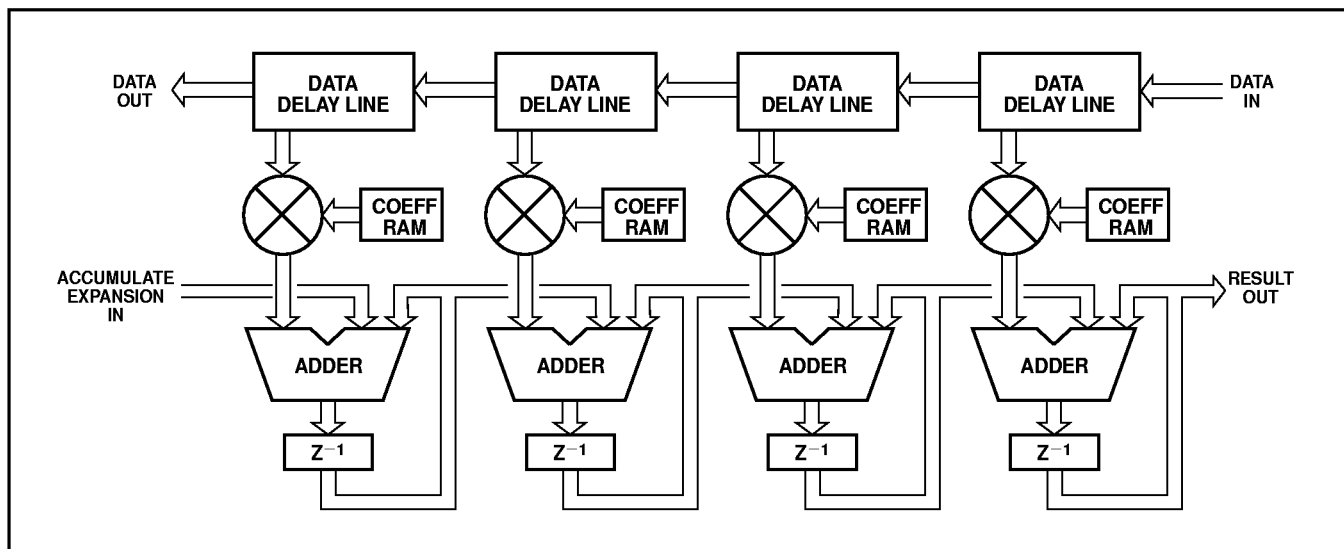 DATA
OUT
DATA
DELAY LINE
DATA
DELAY LINE
DATA
DELAY LINE
DATA
DELAY LINE
DATA
IN
COEFF
RAM
COEFF
RAM
COEFF
RAM
COEFF
RAM
ACCUMULATE
EXPANSION
IN
RESULT
OUT
ADDER
ADDER
ADDER
ADDER
Z⁻¹
Z⁻¹
Z⁻¹
Z⁻¹